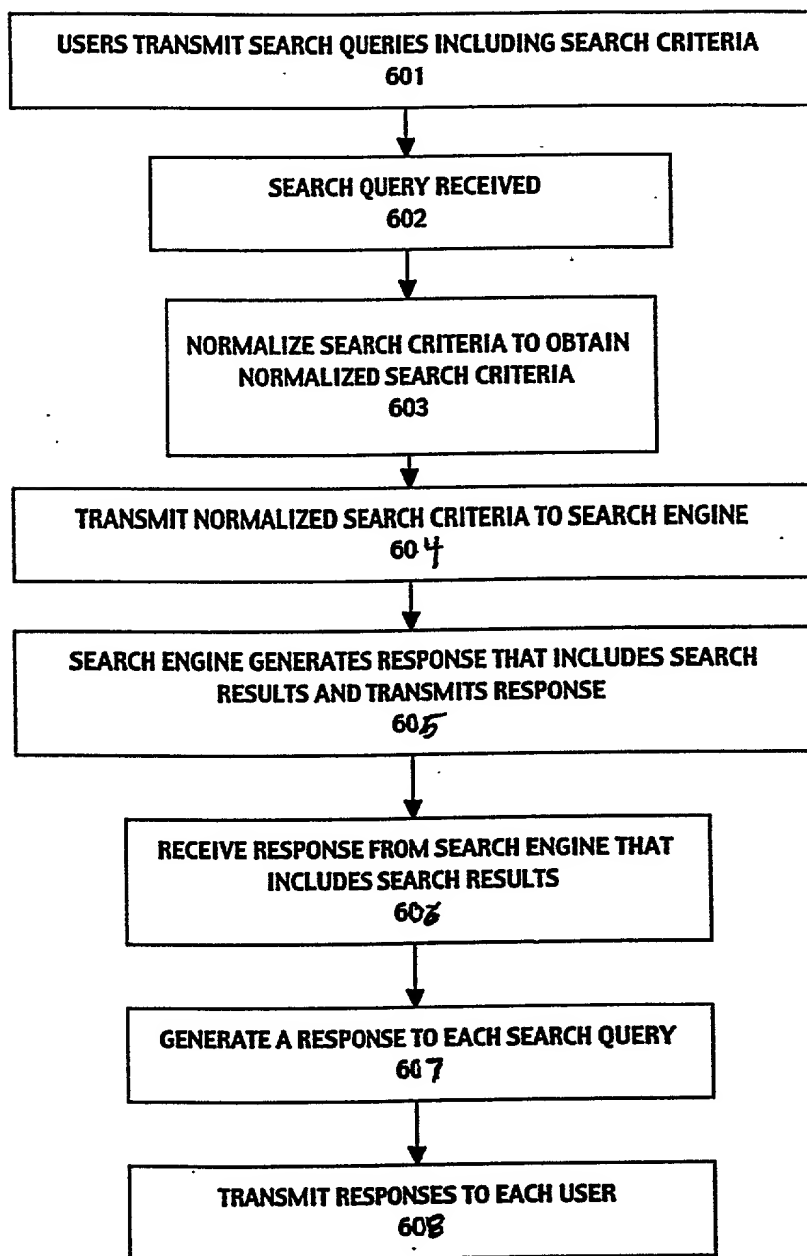 USERS TRANSMIT SEARCH QUERIES INCLUDING SEARCH CRITERIA
601
SEARCH QUERY RECEIVED
602
NORMALIZE SEARCH CRITERIA TO OBTAIN
NORMALIZED SEARCH CRITERIA
603
TRANSMIT NORMALIZED SEARCH CRITERIA TO SEARCH ENGINE
604
SEARCH ENGINE GENERATES RESPONSE THAT INCLUDES SEARCH
RESULTS AND TRANSMITS RESPONSE
605
RECEIVE RESPONSE FROM SEARCH ENGINE THAT
INCLUDES SEARCH RESULTS
606
GENERATE A RESPONSE TO EACH SEARCH QUERY
607
TRANSMIT RESPONSES TO EACH USER
608